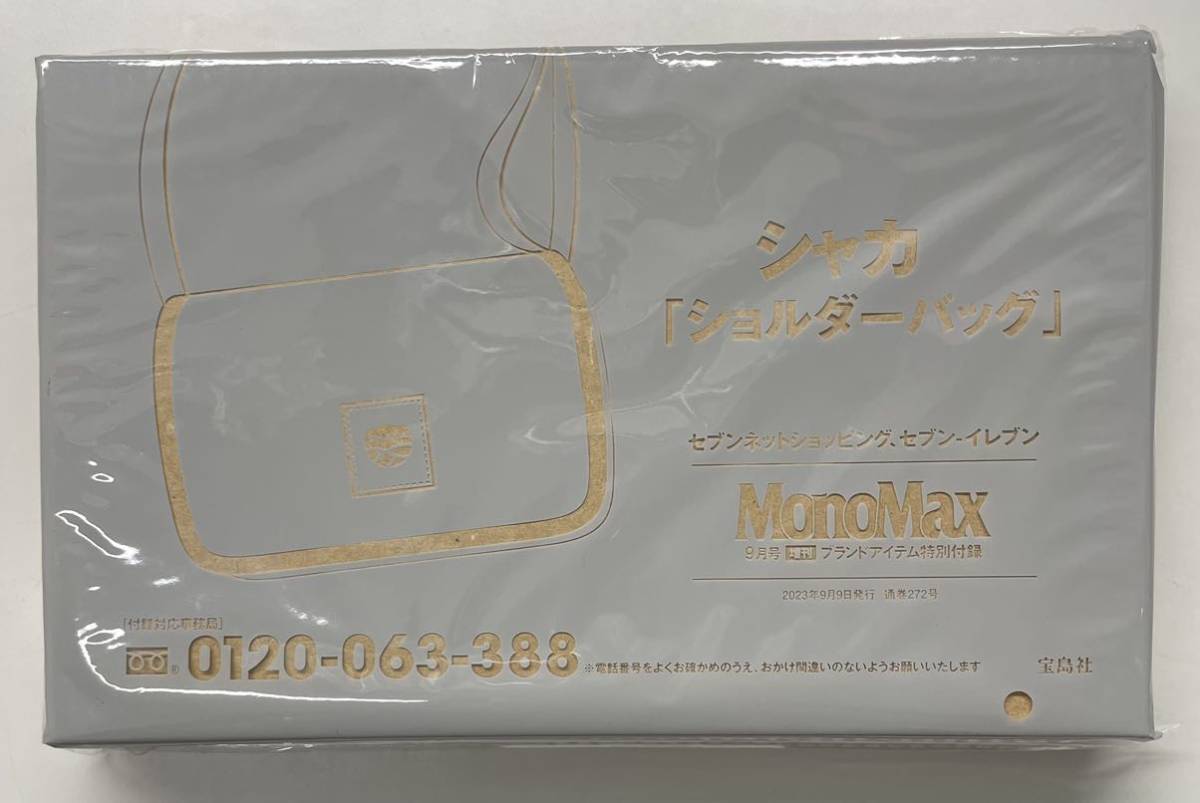 シャカ
「ショルダーバッグ」
セブンネットショッピング、セブン-イレブン
MonoMax
9月号 増刊 ブランドアイテム特別付録
2023年9月9日発行 通巻272号
[付録対応事務局]
® 0120-063-388 ※電話番号をよくお確かめのうえ、おかけ間違いのないようお願いいたします
宝島社